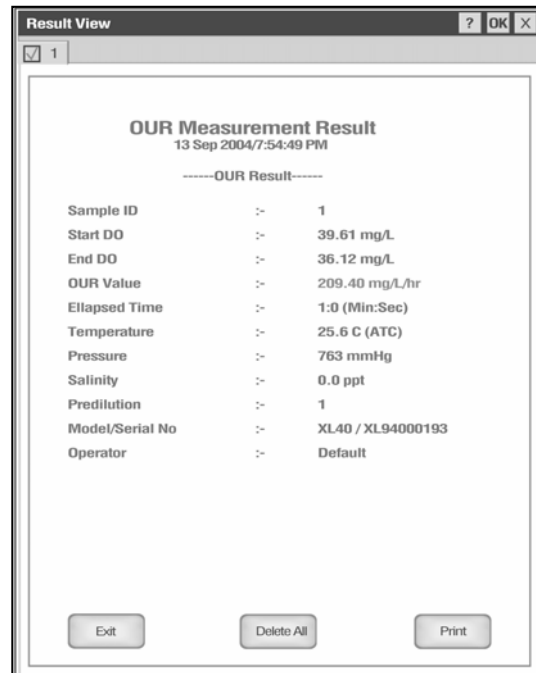 Result View ? OK X
1
OUR Measurement Result
13 Sep 2004/7:54:49 PM
------OUR Result------
Sample ID :- 1
Start DO :- 39.61 mg/L
End DO :- 36.12 mg/L
OUR Value :- 209.40 mg/L/hr
Ellapsed Time :- 1:0 (Min:Sec)
Temperature :- 25.6 C (ATC)
Pressure :- 763 mmHg
Salinity :- 0.0 ppt
Predilution :- 1
Model/Serial No :- XL40 / XL94000193
Operator :- Default
Exit Delete All Print